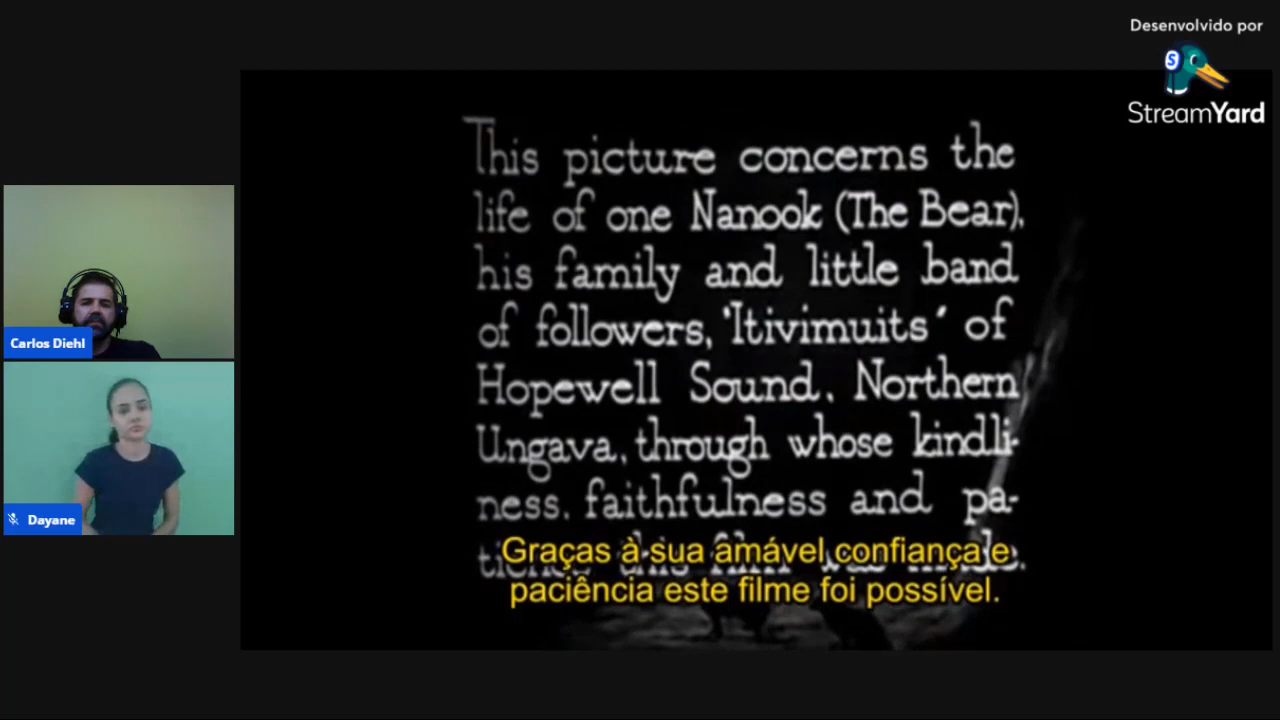 Desenvolvido por
S
StreamYard
This picture concerns the
life of one Nanook (The Bear),
his family and little band
of followers, 'Itivimuits' of
Hopewell Sound, Northern
Ungava, through whose kindli-
ness, faithfulness and pa-
Graças à sua amável confiança e
paciência este filme foi possível.
Carlos Diehl
Dayane